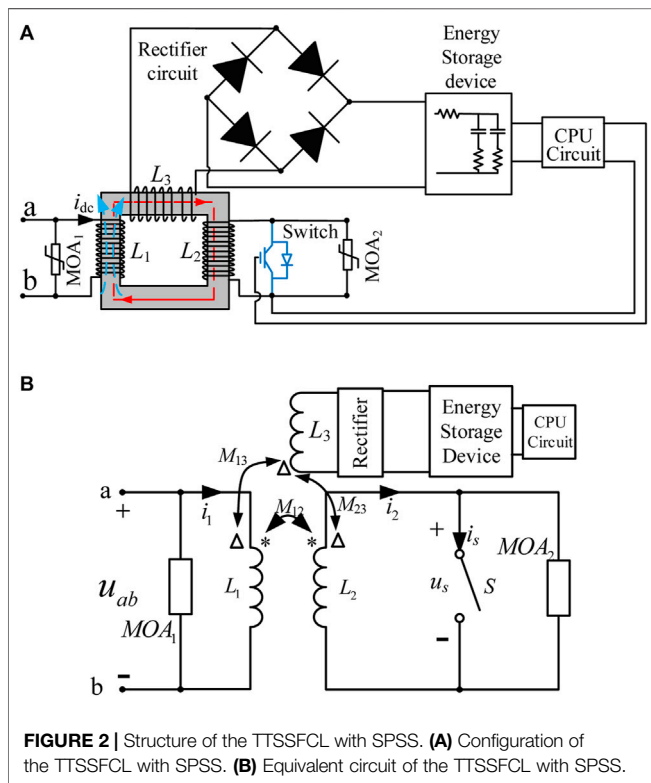 A
Rectifier
circuit
Energy
Storage
device
CPU
Circuit
L3
a
idc
MOA1
L1
L2
Switch
MOA2
b
B
L3
Rectifier
Energy
Storage
Device
CPU
Circuit
M13
M12
M23
a
+
i1
*
*
i2
+
is
MOA2
uab
MOA1
L1
L2
us
S
-
-
b
FIGURE 2 | Structure of the TTSSFCL with SPSS. (A) Configuration of
the TTSSFCL with SPSS. (B) Equivalent circuit of the TTSSFCL with SPSS.